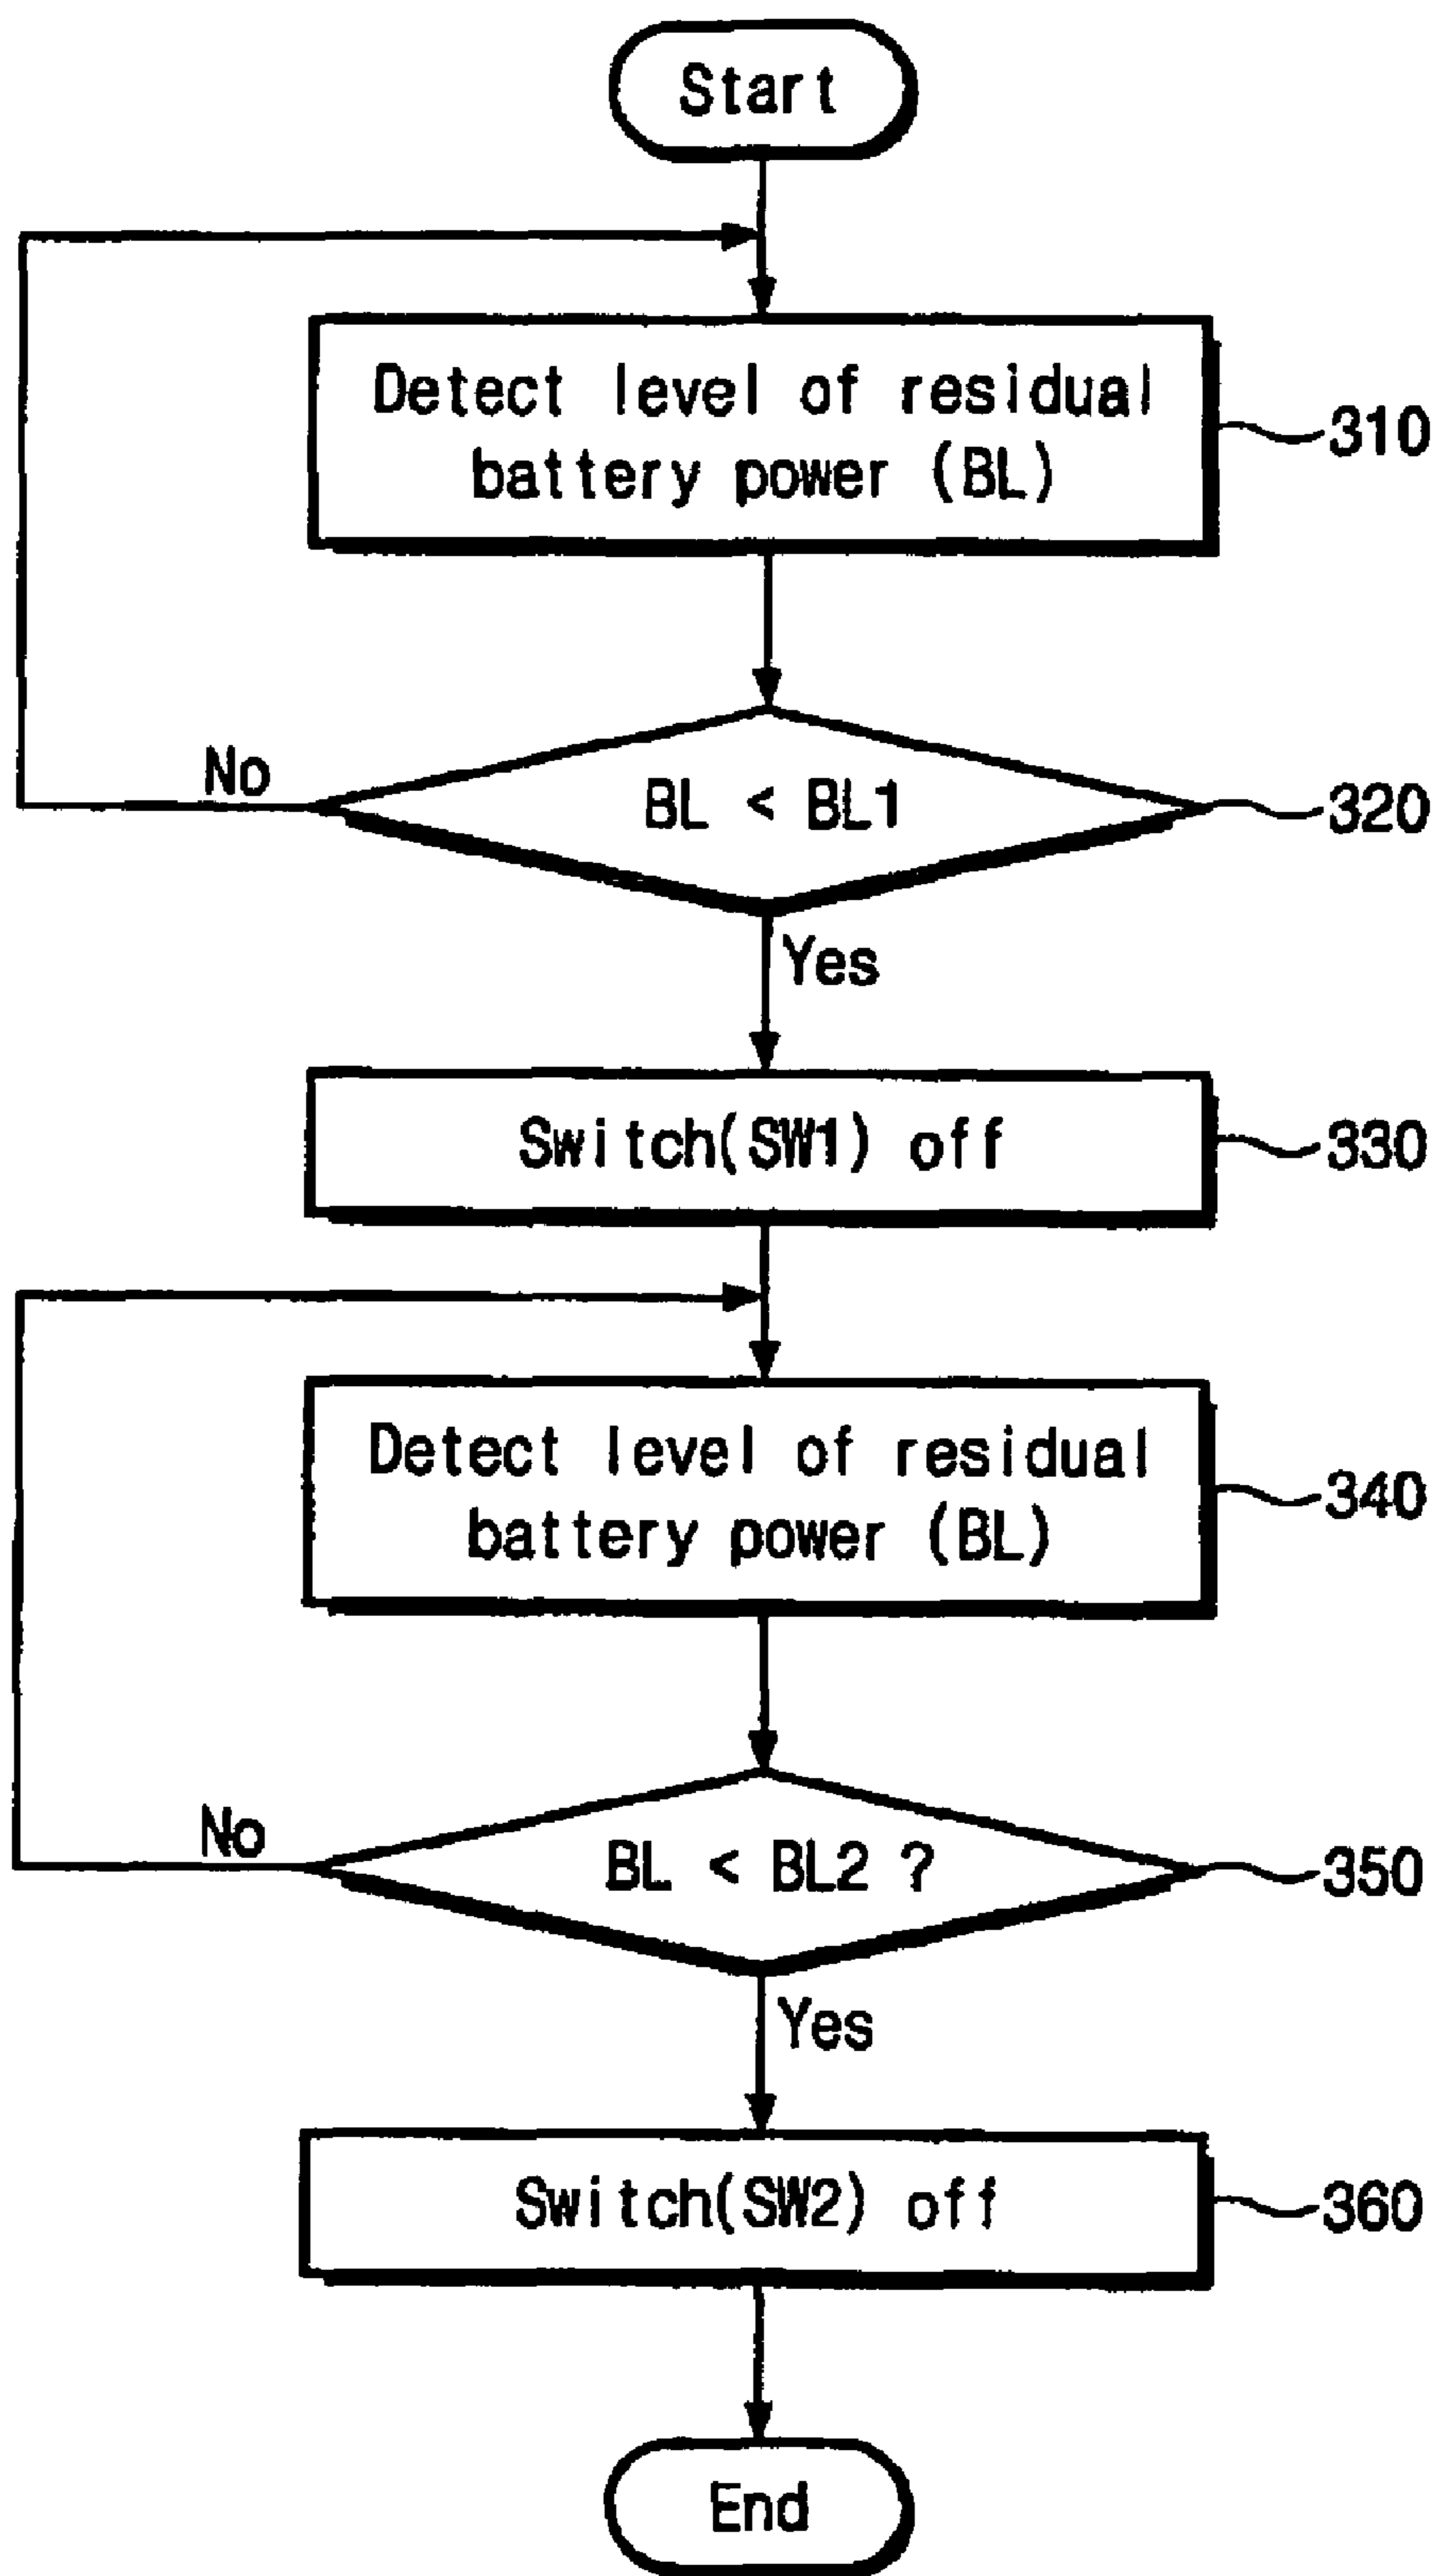 Start
Detect level of residual
battery power (BL)
310
No
BL < BL1
320
Yes
Switch(SW1) off
330
Detect level of residual
battery power (BL)
340
No
BL < BL2 ?
350
Yes
Switch(SW2) off
360
End